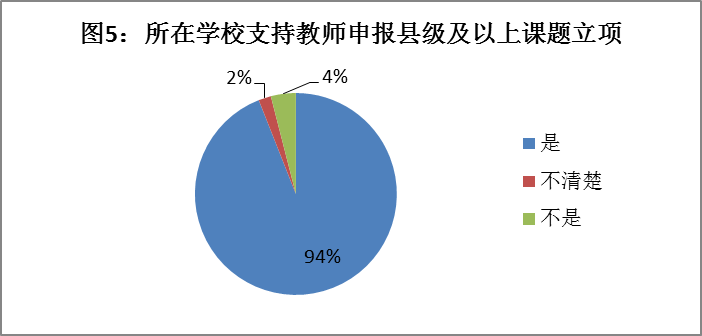 图5：所在学校支持教师申报县级及以上课题立项
2%
4%
94%
是
不清楚
不是